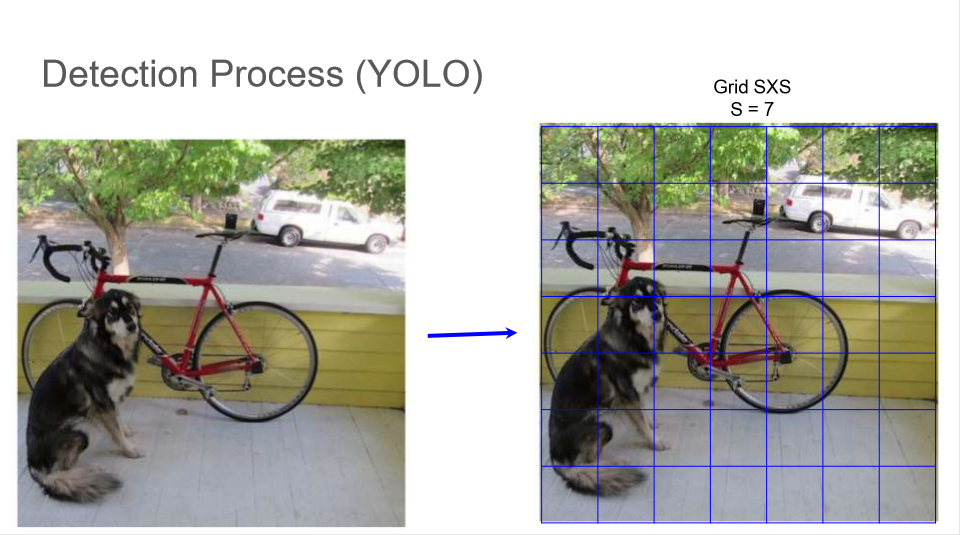 Detection Process (YOLO)
Grid SXS
S = 7